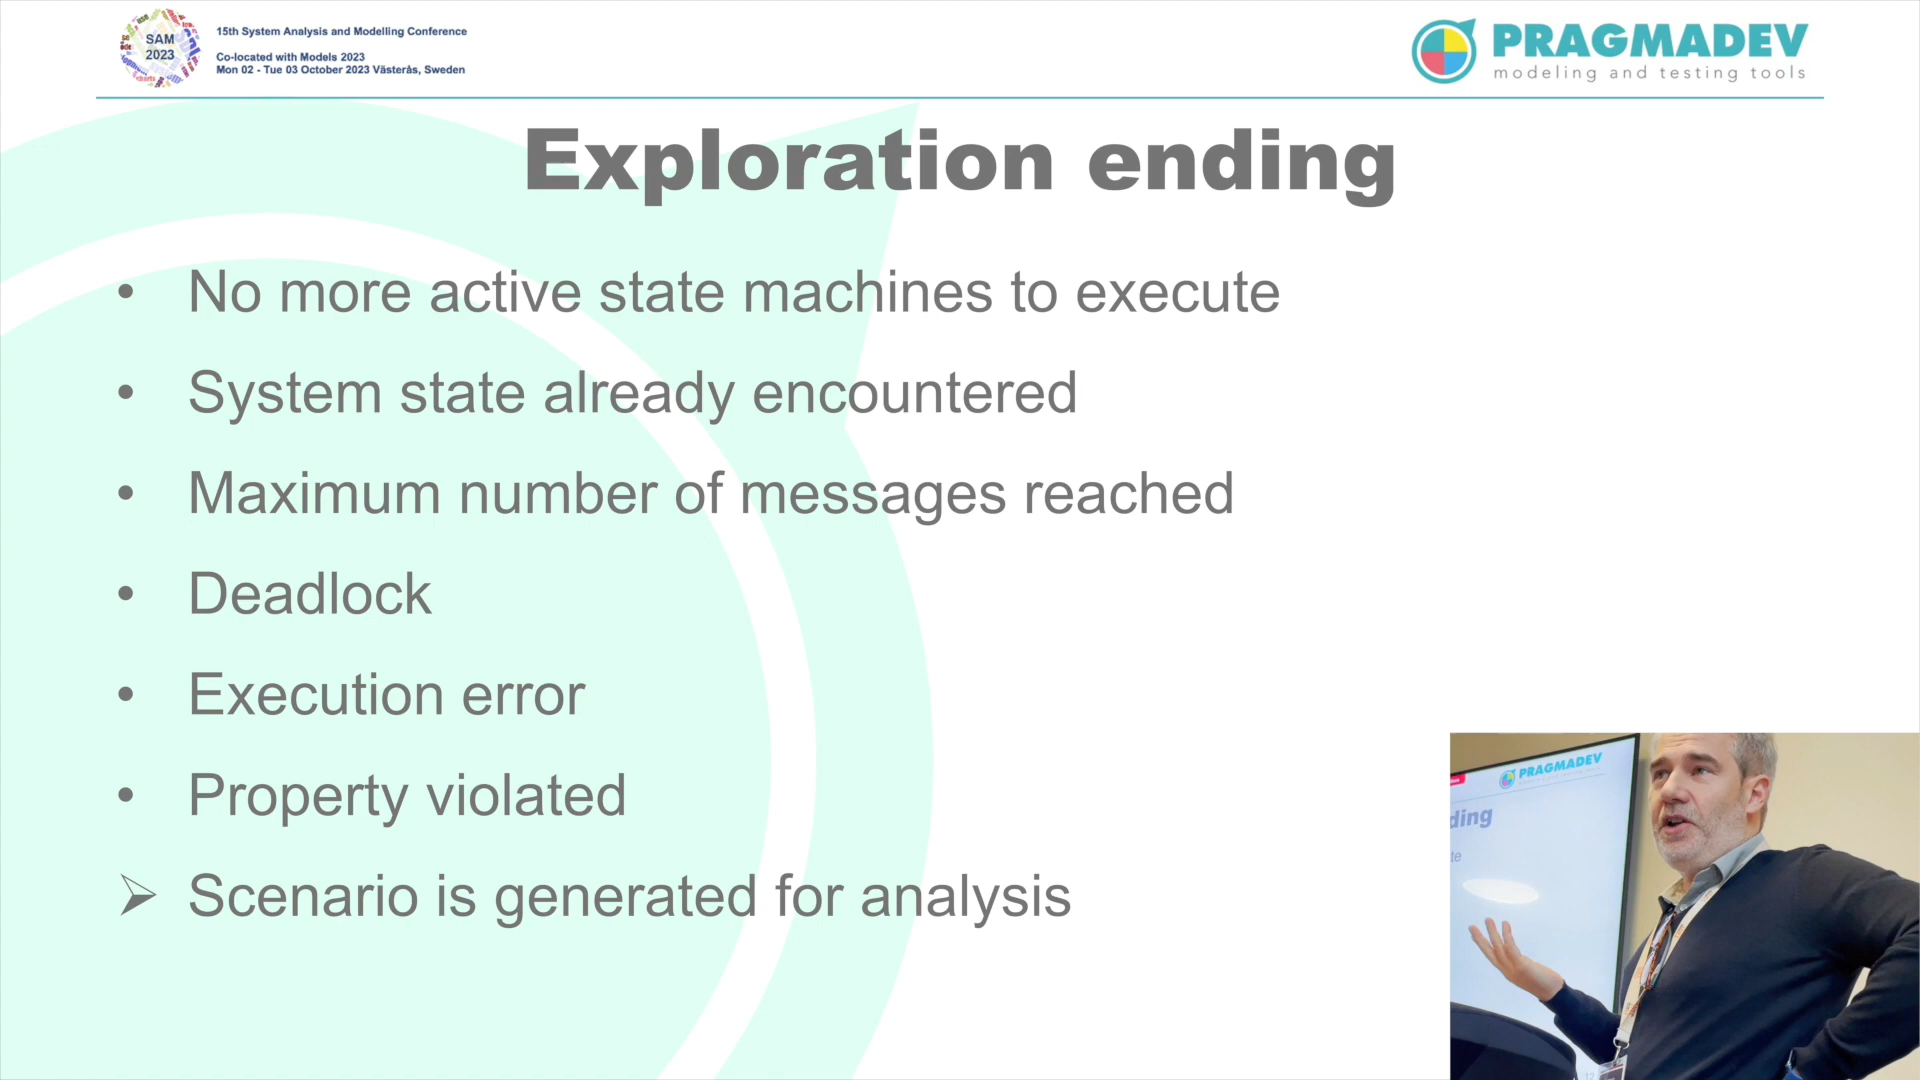 SAM
2023
15th System Analysis and Modelling Conference
Co-located with Models 2023
Mon 02 - Tue 03 October 2023 Västerås, Sweden
PRAGMADEV
modeling and testing tools
Exploration ending
• No more active state machines to execute
• System state already encountered
• Maximum number of messages reached
• Deadlock
• Execution error
• Property violated
➢ Scenario is generated for analysis
PRAGMADEV
ding
te
12